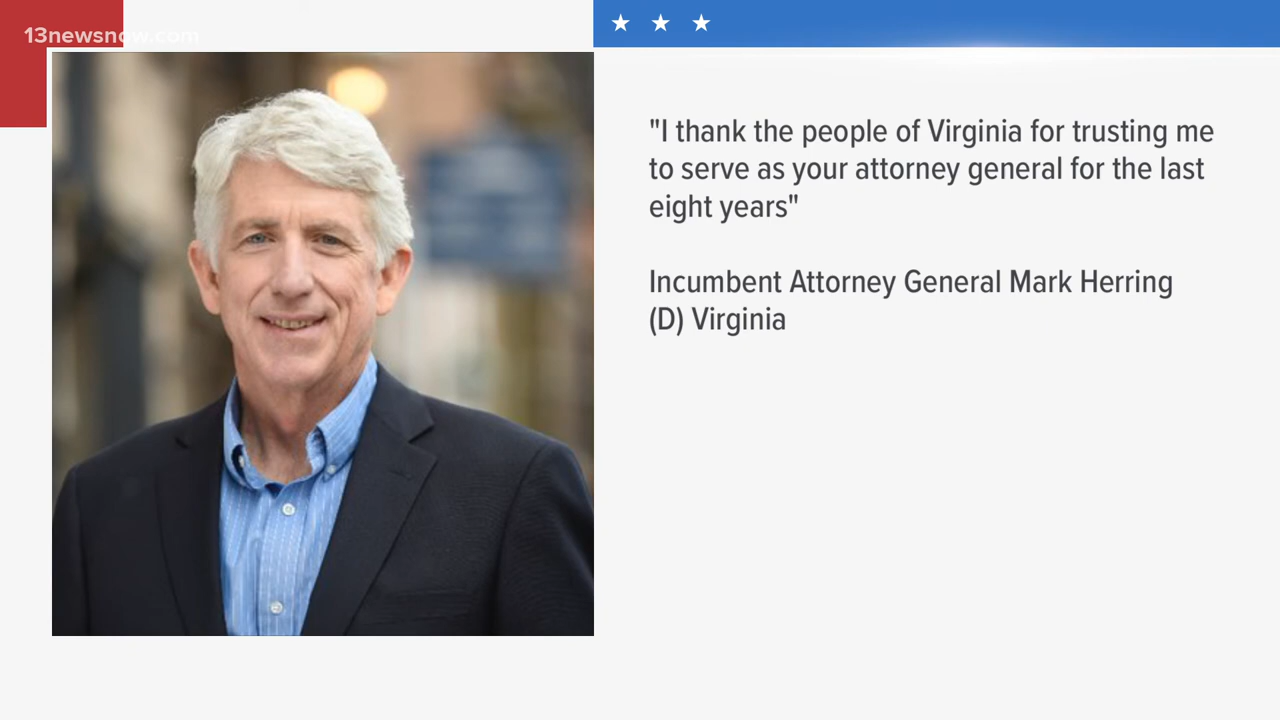 13newsnow.com
"I thank the people of Virginia for trusting me
to serve as your attorney general for the last
eight years"
Incumbent Attorney General Mark Herring
(D) Virginia